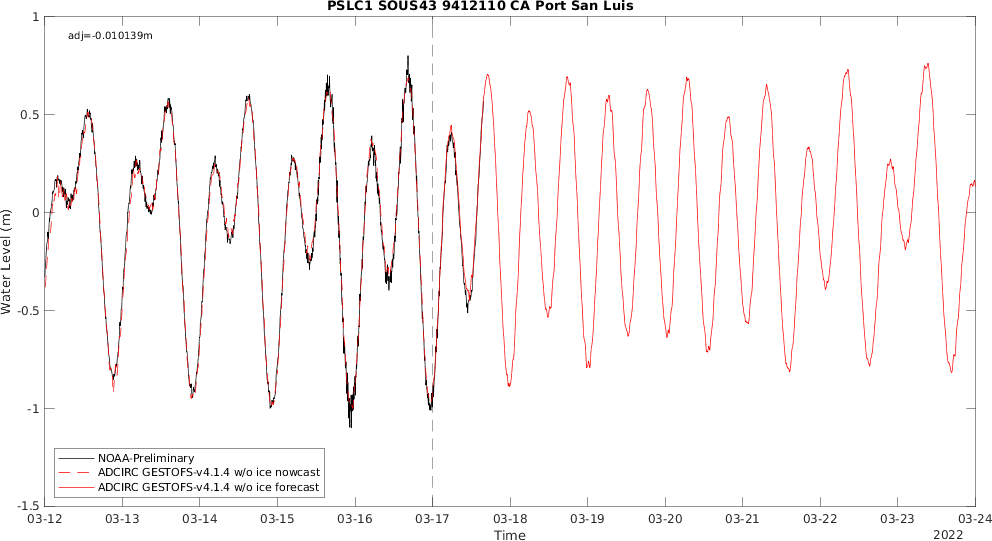 PSLC1 SOUS43 9412110 CA Port San Luis
adj=-0.010139m
Water Level (m)
1
0.5
0
-0.5
-1
-1.5
NOAA-Preliminary
ADCIRC GESTOFS-v4.1.4 w/o ice nowcast
ADCIRC GESTOFS-v4.1.4 w/o ice forecast
03-12 03-13 03-14 03-15 03-16 03-17 03-18 03-19 03-20 03-21 03-22 03-23 03-24
Time
2022